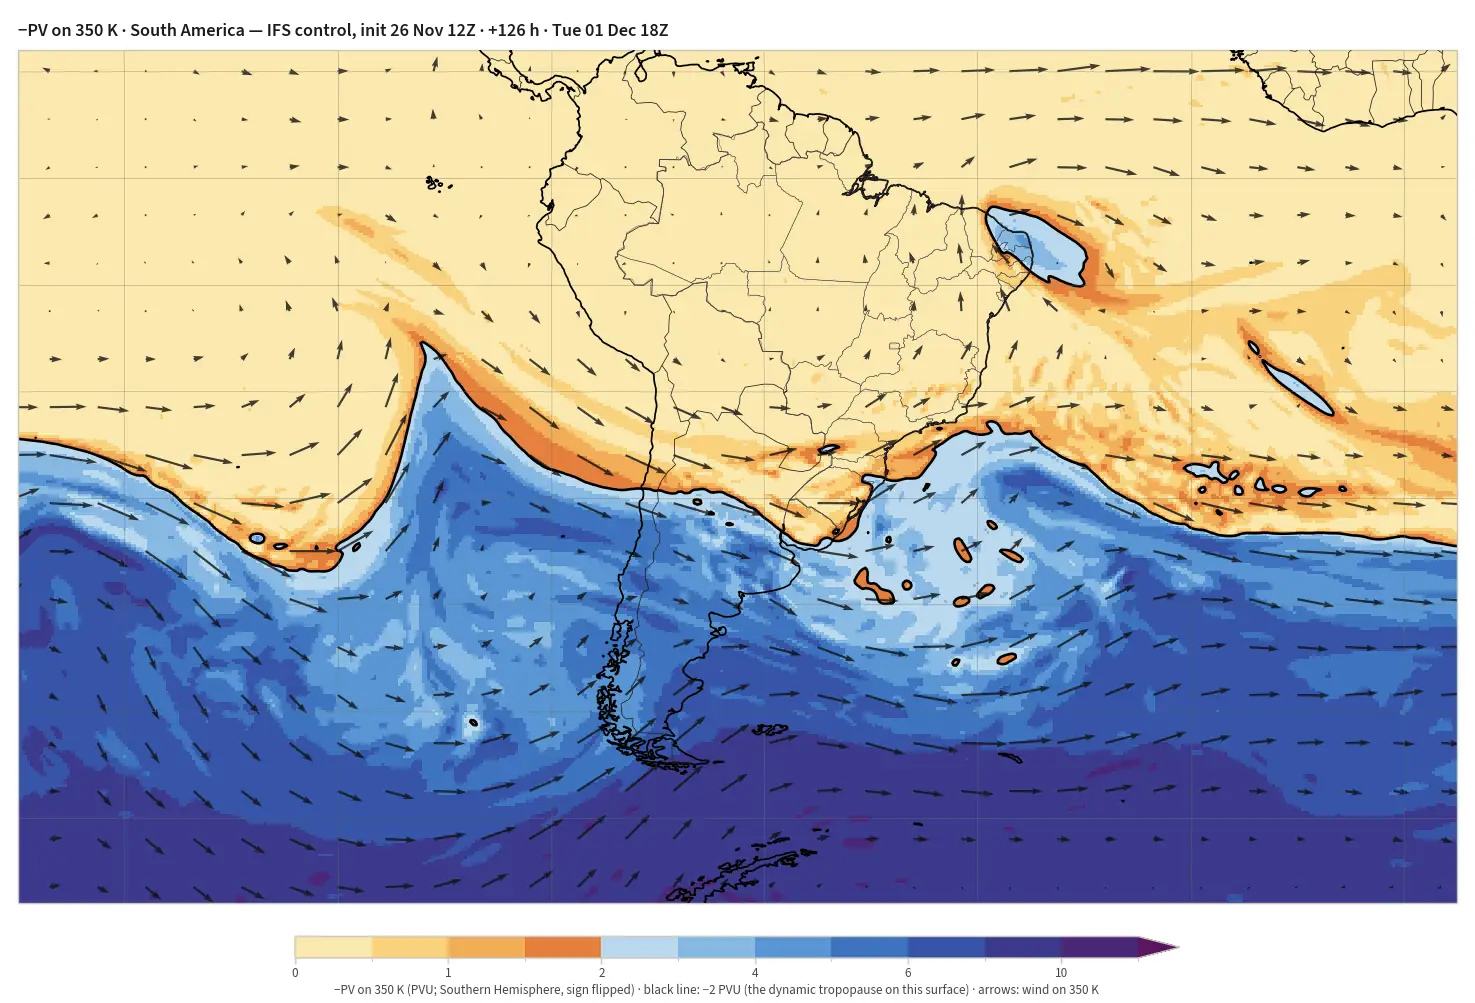 −PV on 350 K · South America — IFS control, init 26 Nov 12Z · +126 h · Tue 01 Dec 18Z
0 1 2 4 6 10
−PV on 350 K (PVU; Southern Hemisphere, sign flipped) · black line: −2 PVU (the dynamic tropopause on this surface) · arrows: wind on 350 K